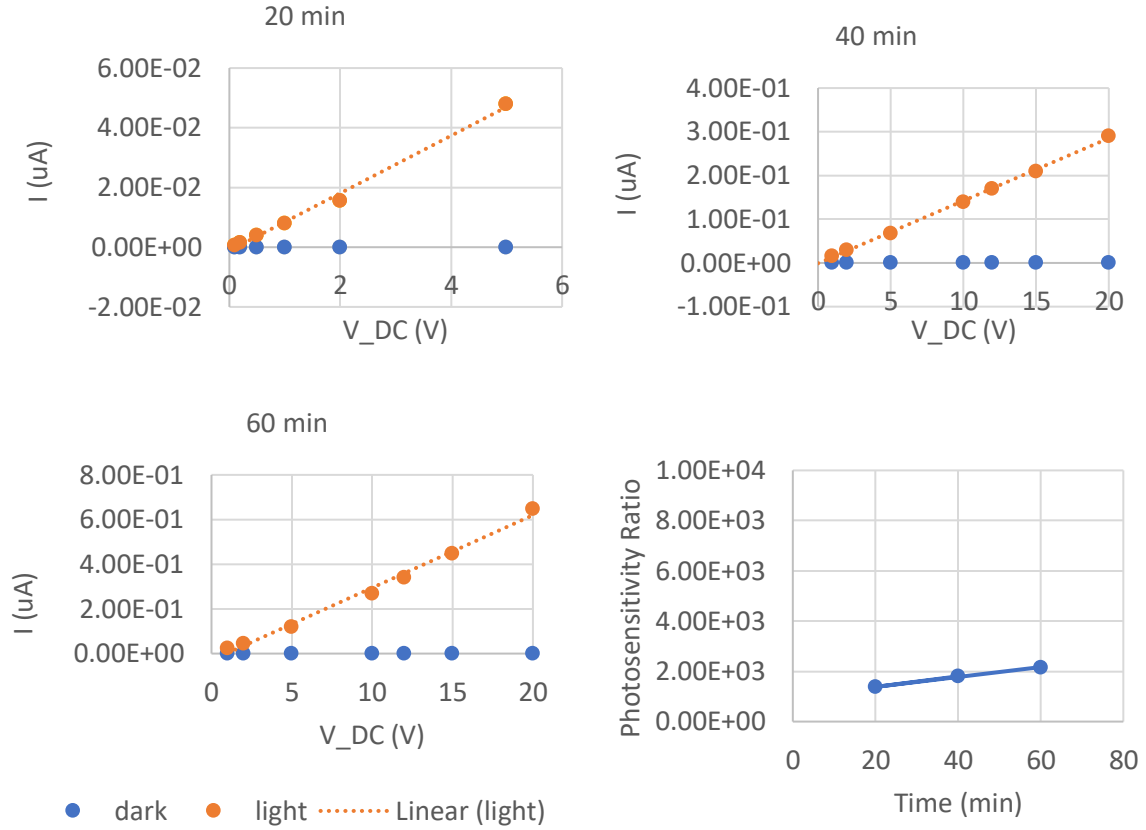 20 min
6.00E-02
4.00E-02
2.00E-02
0.00E+00
-2.00E-02
0 2 4 6
I (uA)
V_DC (V)
40 min
4.00E-01
3.00E-01
2.00E-01
1.00E-01
0.00E+00
-1.00E-01
0 5 10 15 20
I (uA)
V_DC (V)
60 min
8.00E-01
6.00E-01
4.00E-01
2.00E-01
0.00E+00
0 5 10 15 20
I (uA)
V_DC (V)
1.00E+04
8.00E+03
6.00E+03
4.00E+03
2.00E+03
0.00E+00
0 20 40 60 80
Photosensitivity Ratio
Time (min)
dark light Linear (light)